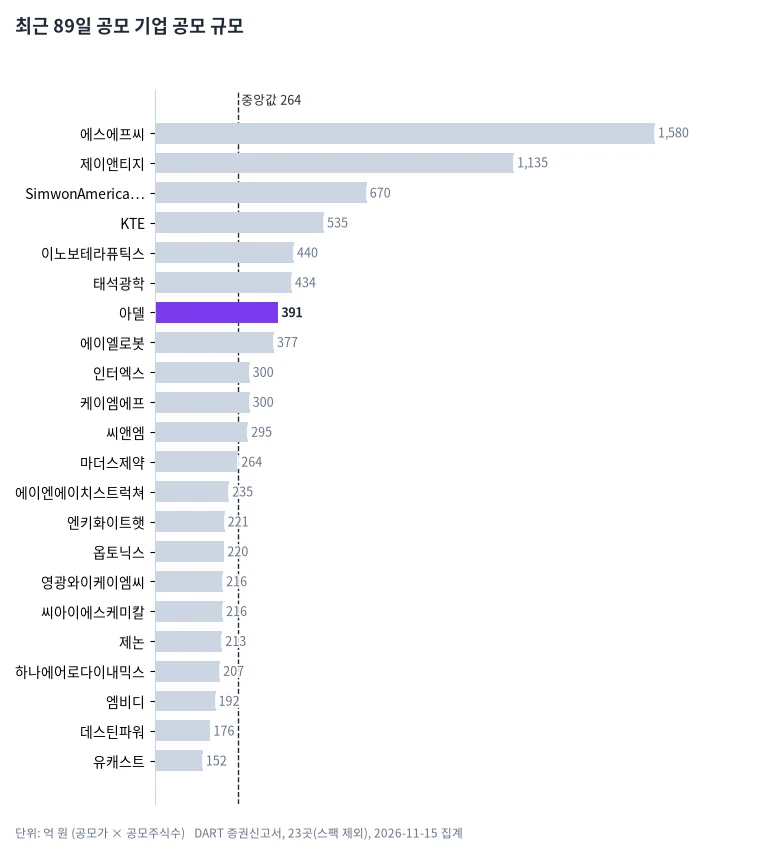 최근 89일 공모 기업 공모 규모
중앙값 264
에스에프씨 1,580
제이앤티지 1,135
SimwonAmerica… 670
KTE 535
이노보테라퓨틱스 440
태석광학 434
아델 391
에이엘로봇 377
인터엑스 300
케이엠에프 300
씨앤엠 295
마더스제약 264
에이엔에이치스트럭쳐 235
엔키화이트햇 221
옵토닉스 220
영광와이케이엠씨 216
씨아이에스케미칼 216
제논 213
하나에어로다이내믹스 207
엠비디 192
데스틴파워 176
유캐스트 152
단위: 억 원 (공모가 × 공모주식수) DART 증권신고서, 23곳(스팩 제외), 2026-11-15 집계